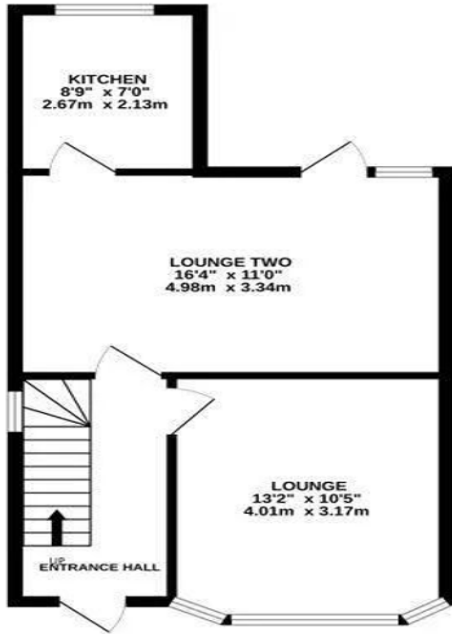 KITCHEN
8'9" x 7'0"
2.67m x 2.13m
LOUNGE TWO
16'4" x 11'0"
4.98m x 3.34m
LOUNGE
13'2" x 10'5"
4.01m x 3.17m
UP
ENTRANCE HALL